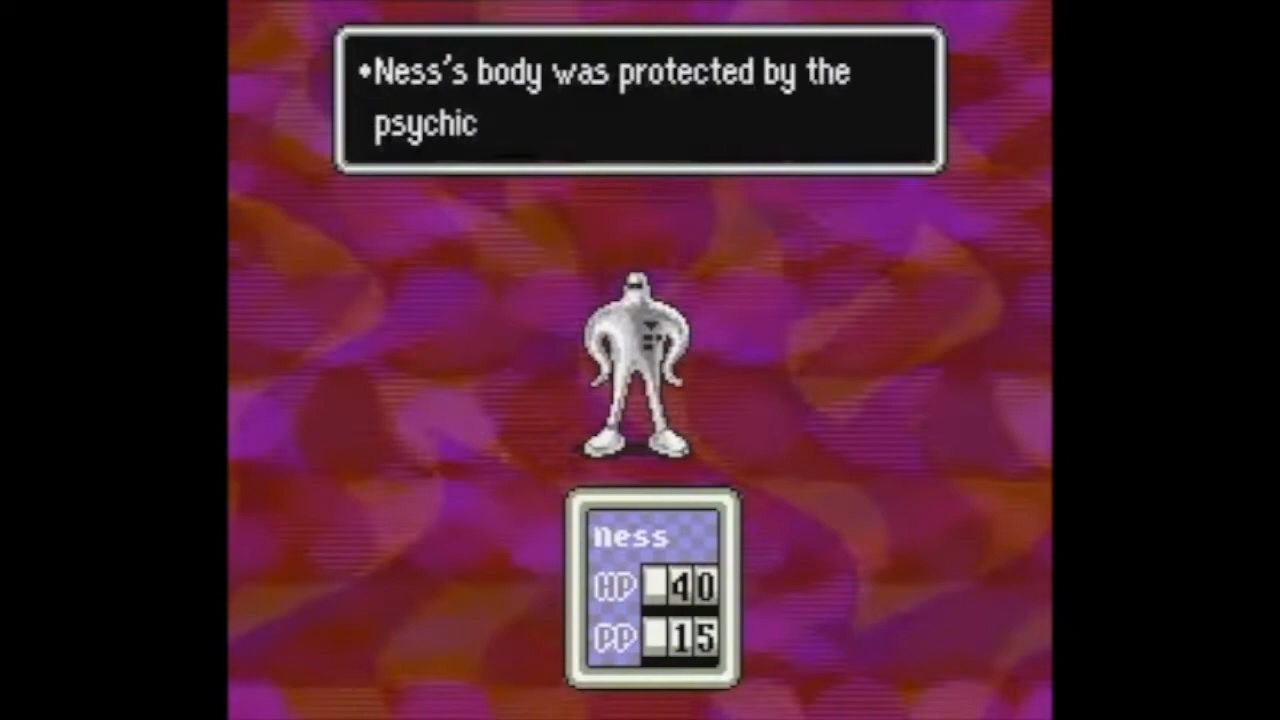 •Ness's body was protected by the
psychic
Ness
HP 40
PP 15